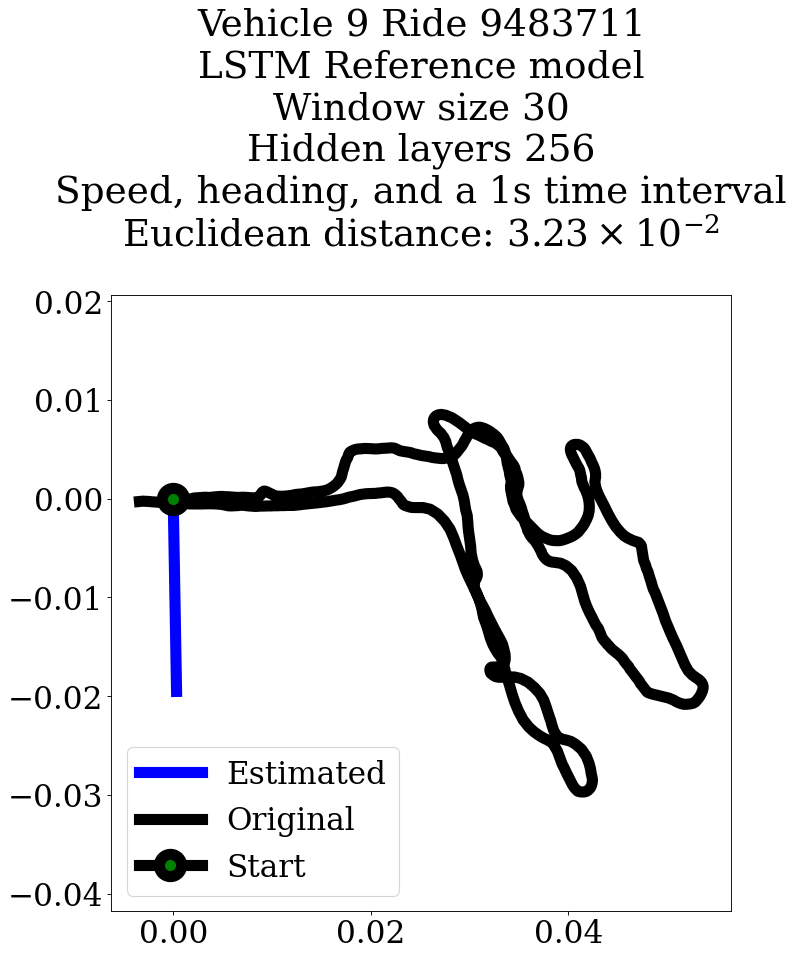 Vehicle 9 Ride 9483711
LSTM Reference model
Window size 30
Hidden layers 256
Speed, heading, and a 1s time interval
Euclidean distance: 3.23 × 10⁻²
0.02
0.01
0.00
−0.01
−0.02
−0.03
−0.04
Estimated
Original
Start
0.00 0.02 0.04